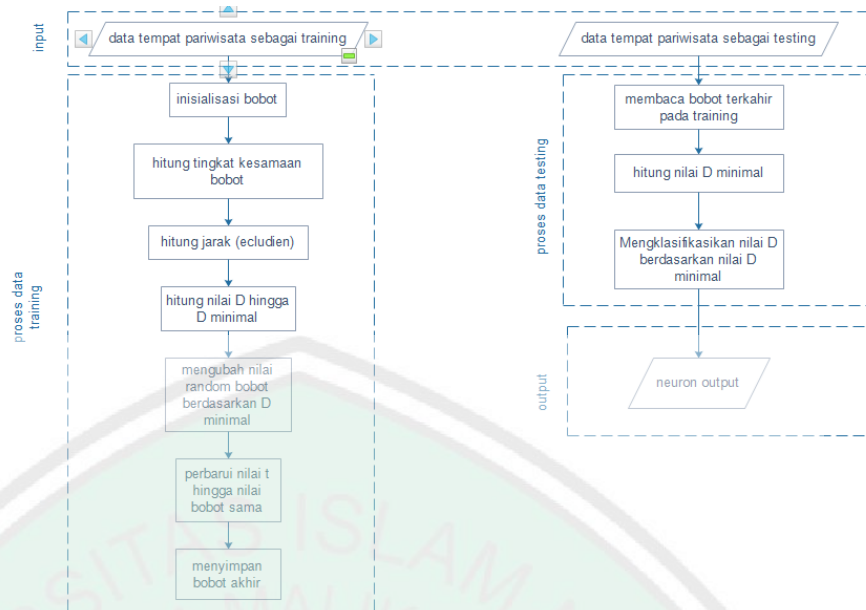 input
data tempat pariwisata sebagai training
data tempat pariwisata sebagai testing
proses data
training
inisialisasi bobot
hitung tingkat kesamaan
bobot
hitung jarak (ecludien)
hitung nilai D hingga
D minimal
mengubah nilai
random bobot
berdasarkan D
minimal
perbarui nilai t
hingga nilai
bobot sama
menyimpan
bobot akhir
proses data testing
membaca bobot terkahir
pada training
hitung nilai D minimal
Mengklasifikasikan nilai D
berdasarkan nilai D
minimal
output
neuron output
SITAS ISLAM